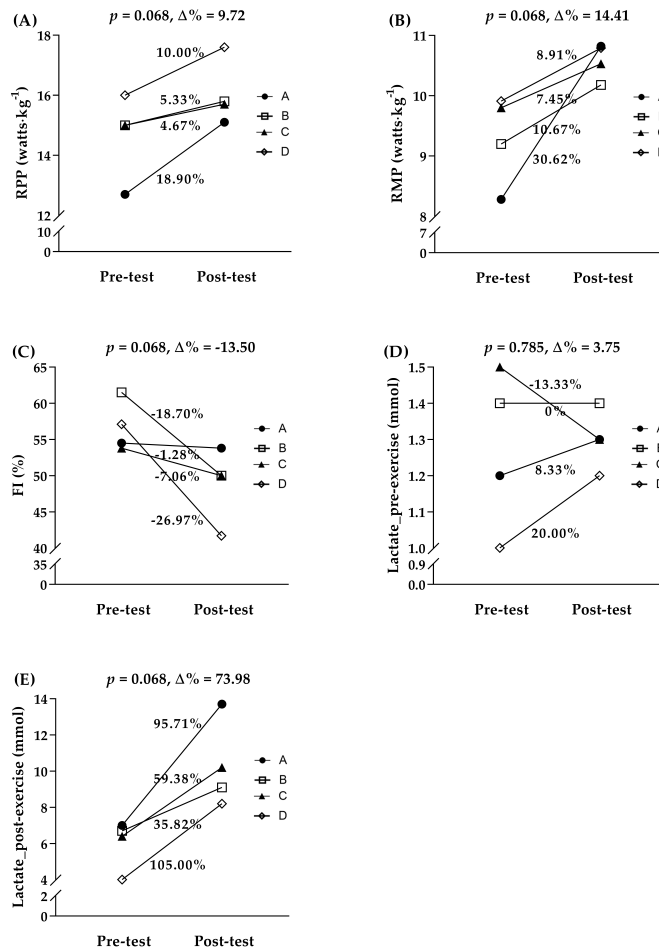 (A)
p = 0.068, Δ% = 9.72
RPP (watts·kg-1)
18
16
14
12
10
0
10.00%
5.33%
4.67%
18.90%
A
B
C
D
Pre-test Post-test
(B)
p = 0.068, Δ% = 14.41
RMP (watts·kg-1)
11
10
9
8
7
0
8.91%
7.45%
10.67%
30.62%
Pre-test Post-test
(C)
p = 0.068, Δ% = -13.50
FI (%)
65
60
55
50
45
40
35
0
-18.70%
-1.28%
-7.06%
-26.97%
A
B
C
D
Pre-test Post-test
(D)
p = 0.785, Δ% = 3.75
Lactate_pre-exercise (mmol)
1.5
1.4
1.3
1.2
1.1
1.0
0.9
0.0
-13.33%
0%
8.33%
20.00%
Pre-test Post-test
(E)
p = 0.068, Δ% = 73.98
Lactate_post-exercise (mmol)
14
12
10
8
6
4
2
0
95.71%
59.38%
35.82%
105.00%
A
B
C
D
Pre-test Post-test